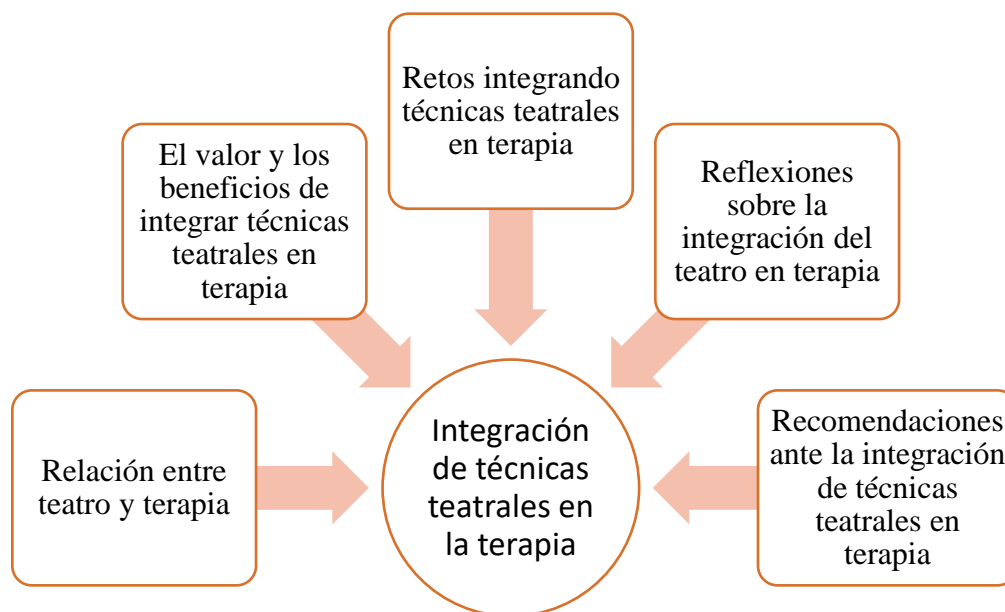 Relación entre
teatro y terapia
El valor y los
beneficios de
integrar técnicas
teatrales en
terapia
Retos integrando
técnicas teatrales
en terapia
Reflexiones
sobre la
integración del
teatro en terapia
Recomendaciones
ante la integración
de técnicas
teatrales en
terapia
Integración
de técnicas
teatrales en
la terapia